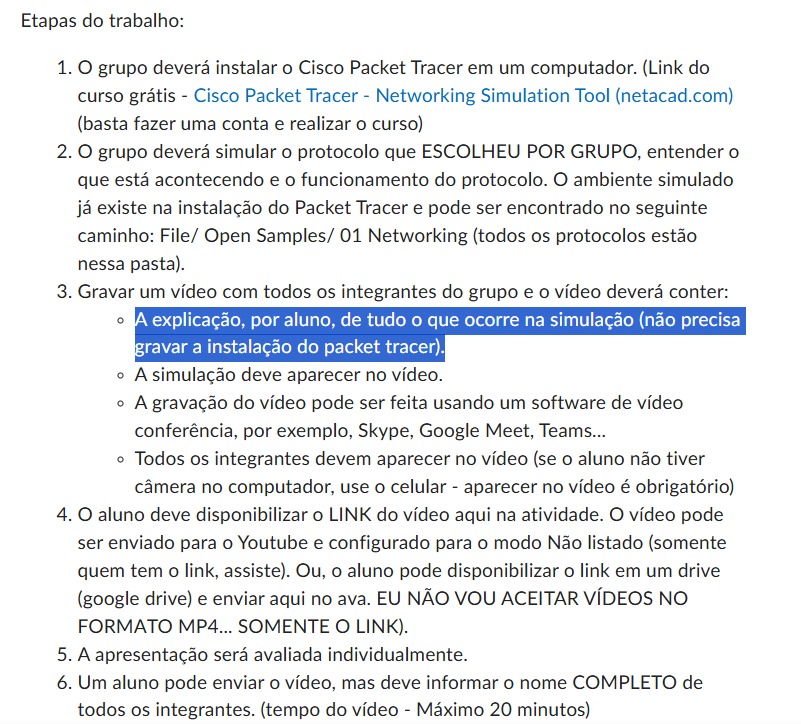 Etapas do trabalho:
1. O grupo deverá instalar o Cisco Packet Tracer em um computador. (Link do
curso grátis - Cisco Packet Tracer - Networking Simulation Tool (netacad.com)
(basta fazer uma conta e realizar o curso)
2. O grupo deverá simular o protocolo que ESCOLHEU POR GRUPO, entender o
que está acontecendo e o funcionamento do protocolo. O ambiente simulado
já existe na instalação do Packet Tracer e pode ser encontrado no seguinte
caminho: File/ Open Samples/ 01 Networking (todos os protocolos estão
nessa pasta).
3. Gravar um vídeo com todos os integrantes do grupo e o vídeo deverá conter:
◦ A explicação, por aluno, de tudo o que ocorre na simulação (não precisa
gravar a instalação do packet tracer).
◦ A simulação deve aparecer no vídeo.
◦ A gravação do vídeo pode ser feita usando um software de vídeo
conferência, por exemplo, Skype, Google Meet, Teams...
◦ Todos os integrantes devem aparecer no vídeo (se o aluno não tiver
câmera no computador, use o celular - aparecer no vídeo é obrigatório)
4. O aluno deve disponibilizar o LINK do vídeo aqui na atividade. O vídeo pode
ser enviado para o Youtube e configurado para o modo Não listado (somente
quem tem o link, assiste). Ou, o aluno pode disponibilizar o link em um drive
(google drive) e enviar aqui no ava. EU NÃO VOU ACEITAR VÍDEOS NO
FORMATO MP4... SOMENTE O LINK).
5. A apresentação será avaliada individualmente.
6. Um aluno pode enviar o vídeo, mas deve informar o nome COMPLETO de
todos os integrantes. (tempo do vídeo - Máximo 20 minutos)